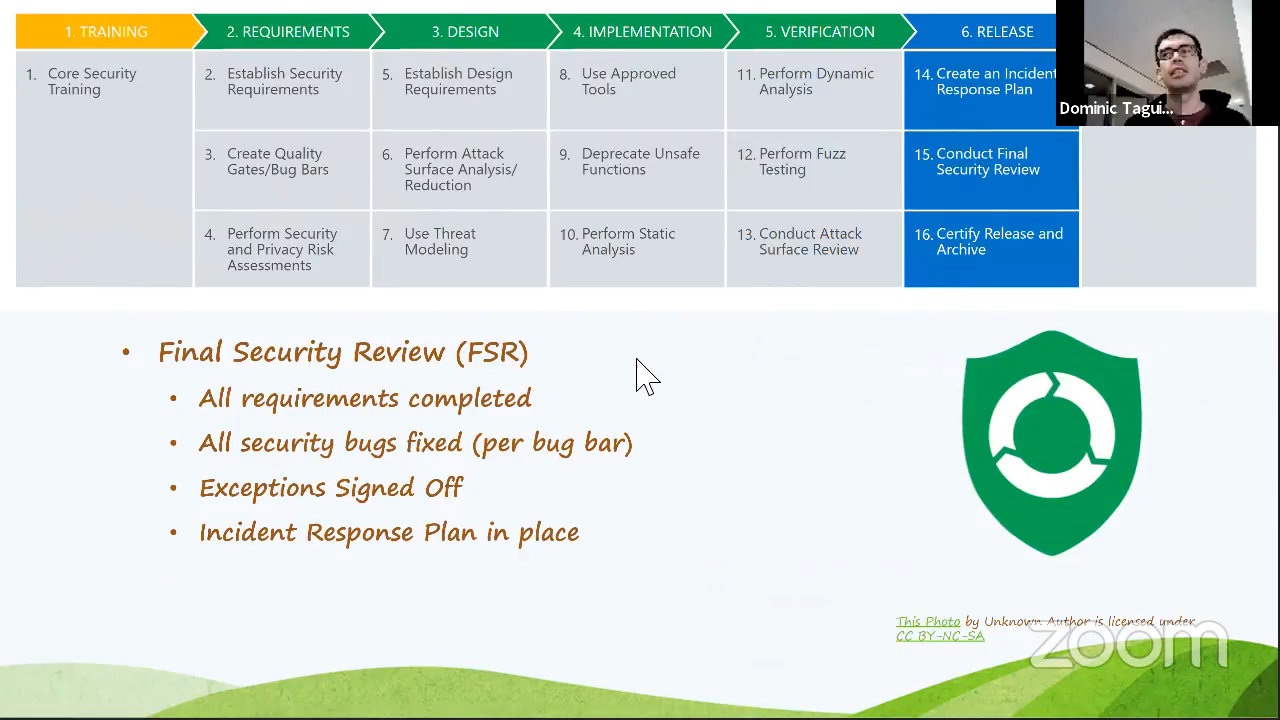 1. TRAINING
2. REQUIREMENTS
3. DESIGN
4. IMPLEMENTATION
5. VERIFICATION
6. RELEASE
1. Core Security
Training
2. Establish Security
Requirements
5. Establish Design
Requirements
8. Use Approved
Tools
11. Perform Dynamic
Analysis
14. Create an Incident
Response Plan
Dominic Tagui...
3. Create Quality
Gates/Bug Bars
6. Perform Attack
Surface Analysis/
Reduction
9. Deprecate Unsafe
Functions
12. Perform Fuzz
Testing
15. Conduct Final
Security Review
4. Perform Security
and Privacy Risk
Assessments
7. Use Threat
Modeling
10. Perform Static
Analysis
13. Conduct Attack
Surface Review
16. Certify Release and
Archive
• Final Security Review (FSR)
• All requirements completed
• All security bugs fixed (per bug bar)
• Exceptions Signed Off
• Incident Response Plan in place
This Photo by Unknown Author is licensed under
CC BY-NC-SA
zoom